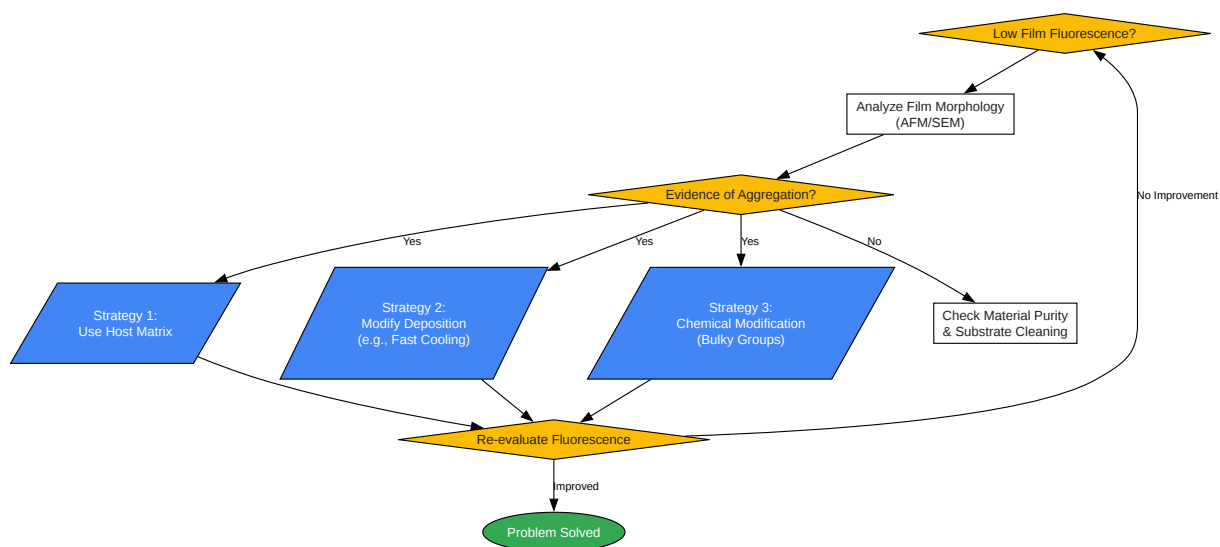 Low Film Fluorescence?
Analyze Film Morphology
(AFM/SEM)
Evidence of Aggregation?
No Improvement
Yes
Yes
Yes
No
Strategy 1:
Use Host Matrix
Strategy 2:
Modify Deposition
(e.g., Fast Cooling)
Strategy 3:
Chemical Modification
(Bulky Groups)
Check Material Purity
& Substrate Cleaning
Re-evaluate Fluorescence
Improved
Problem Solved